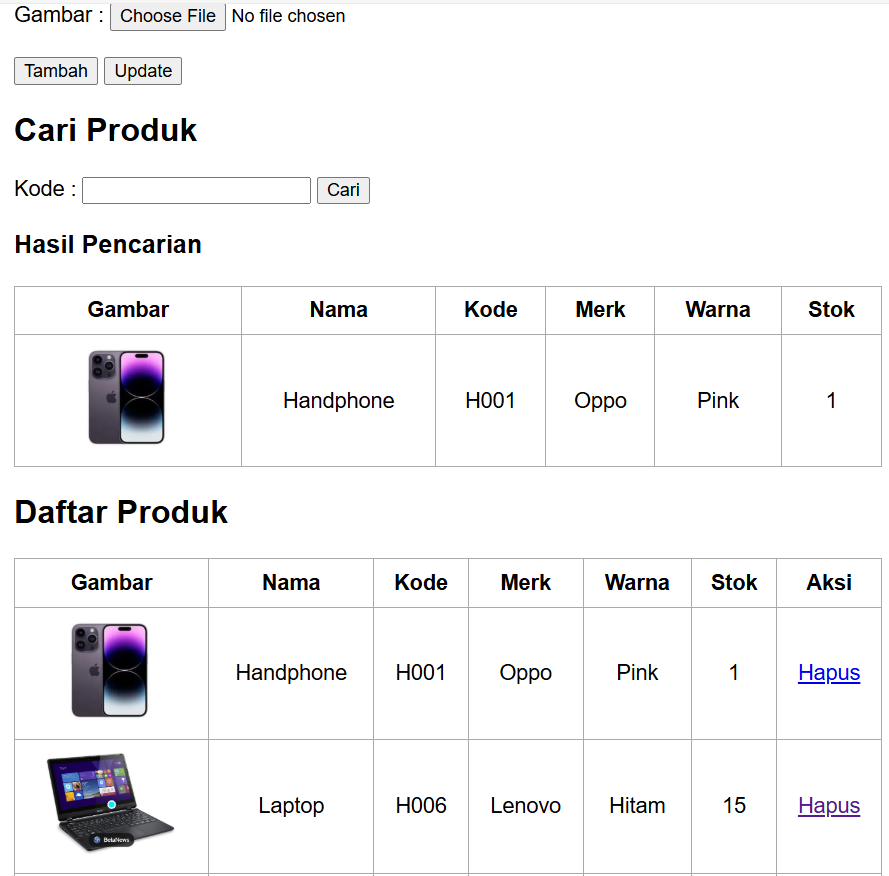 Gambar : Choose File No file chosen
Tambah Update
Cari Produk
Kode : Cari
Hasil Pencarian
Gambar Nama Kode Merk Warna Stok
Handphone H001 Oppo Pink 1
Daftar Produk
Gambar Nama Kode Merk Warna Stok Aksi
Handphone H001 Oppo Pink 1 Hapus
Laptop H006 Lenovo Hitam 15 Hapus
BetaNews